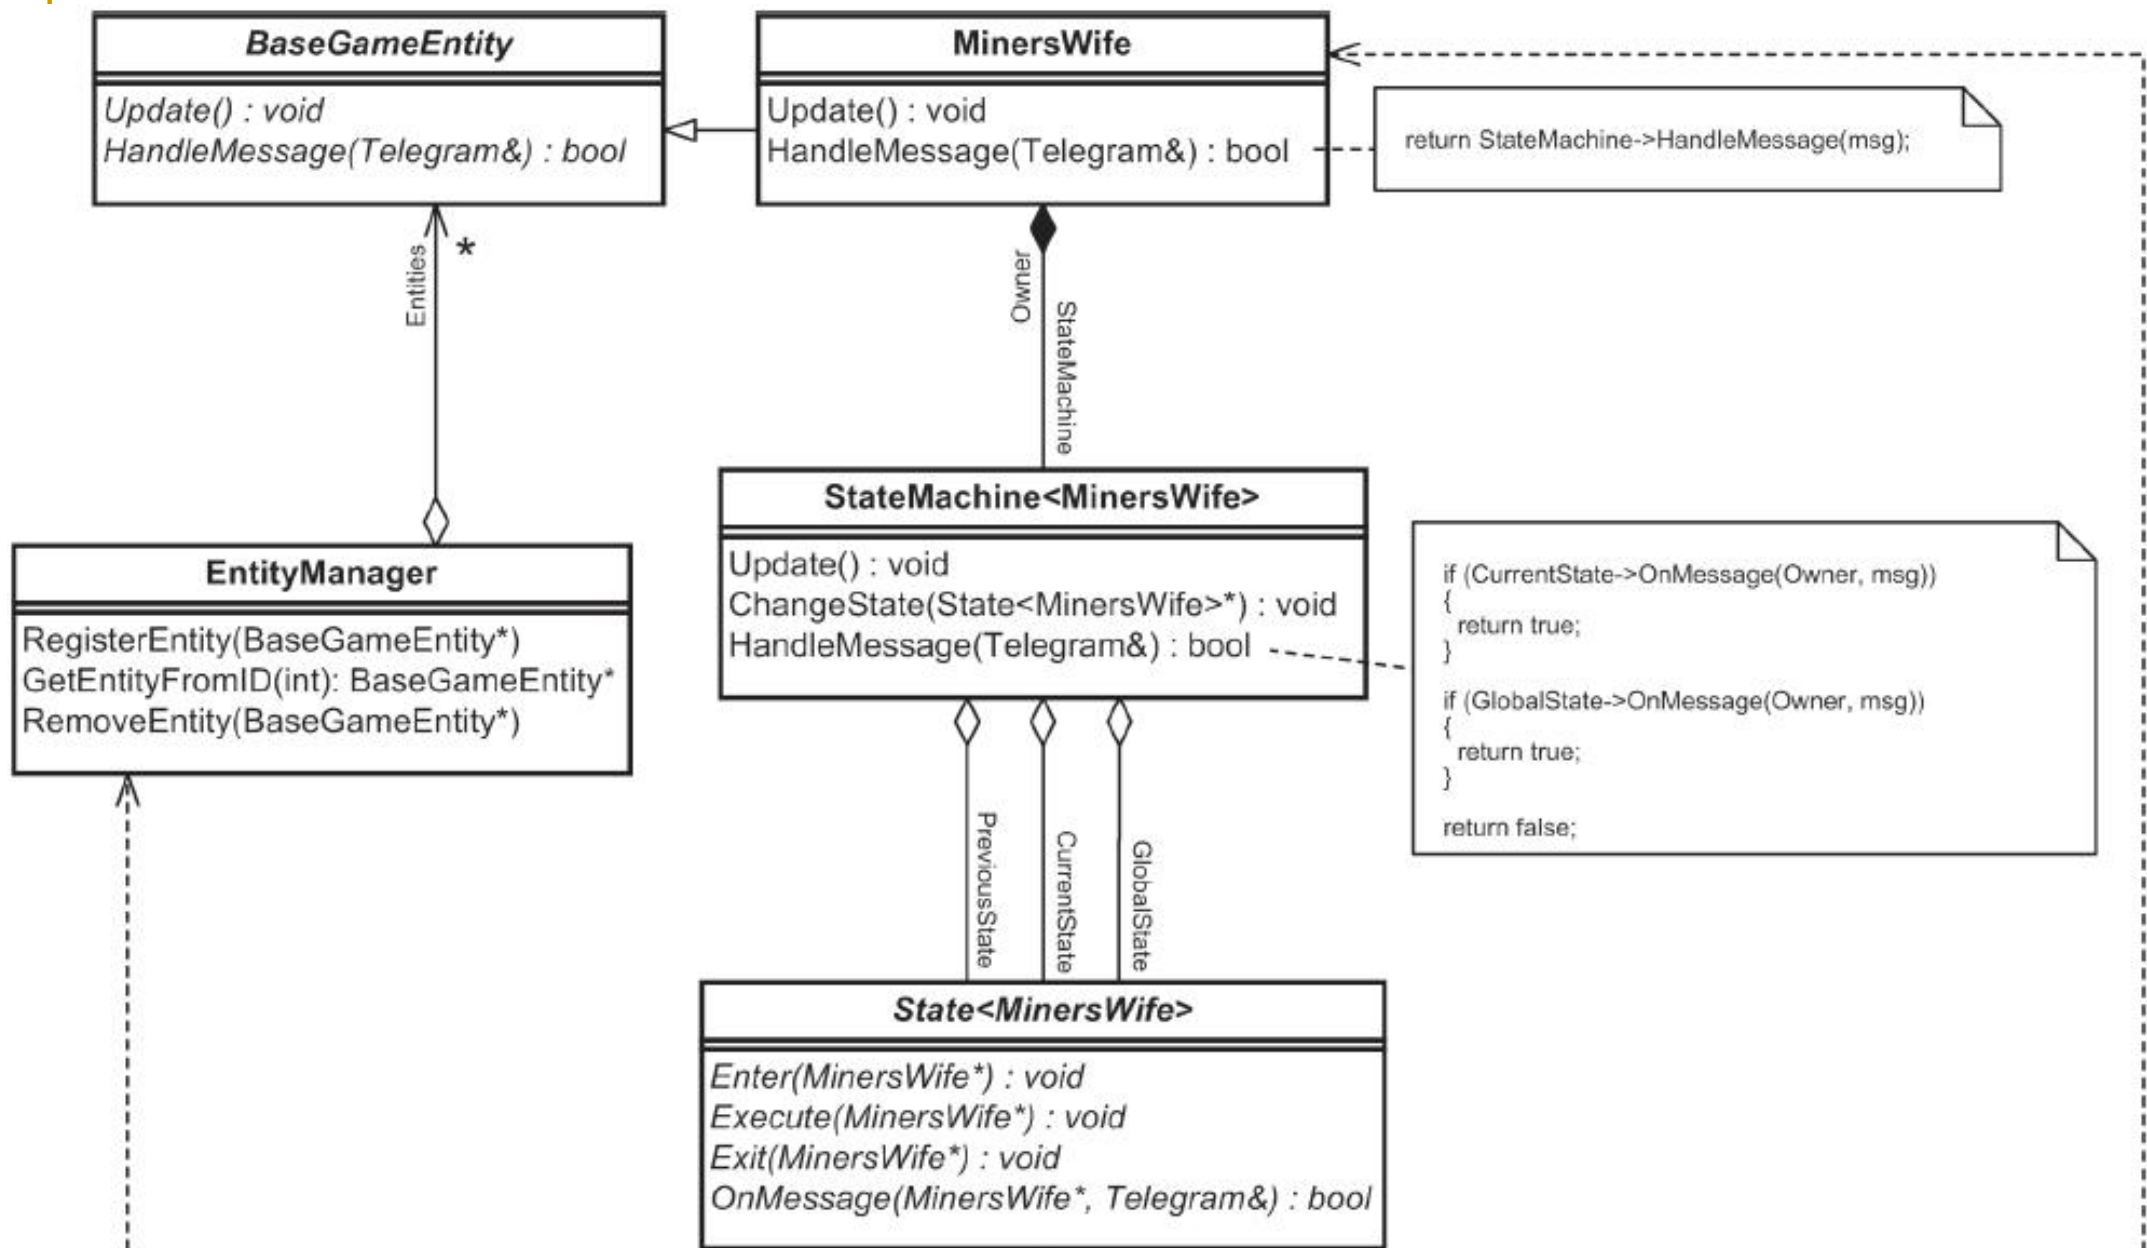 BaseGameEntity
Update() : void
HandleMessage(Telegram&) : bool
MinersWife
Update() : void
HandleMessage(Telegram&) : bool
return StateMachine->HandleMessage(msg);
Entities
*
Owner
StateMachine
EntityManager
RegisterEntity(BaseGameEntity*)
GetEntityFromID(int): BaseGameEntity*
RemoveEntity(BaseGameEntity*)
StateMachine<MinersWife>
Update() : void
ChangeState(State<MinersWife>*) : void
HandleMessage(Telegram&) : bool
if (CurrentState->OnMessage(Owner, msg))
{
return true;
}
if (GlobalState->OnMessage(Owner, msg))
{
return true;
}
return false;
PreviousState
CurrentState
GlobalState
State<MinersWife>
Enter(MinersWife*) : void
Execute(MinersWife*) : void
Exit(MinersWife*) : void
OnMessage(MinersWife*, Telegram&) : bool